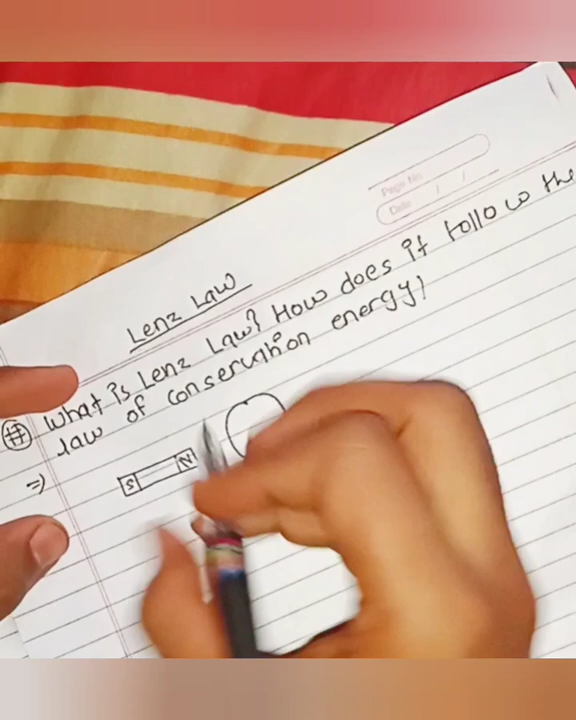 Page No.
Date / /
Lenz Law
# What is Lenz Law? How does it follow the
law of conservation energy?
=)
S N